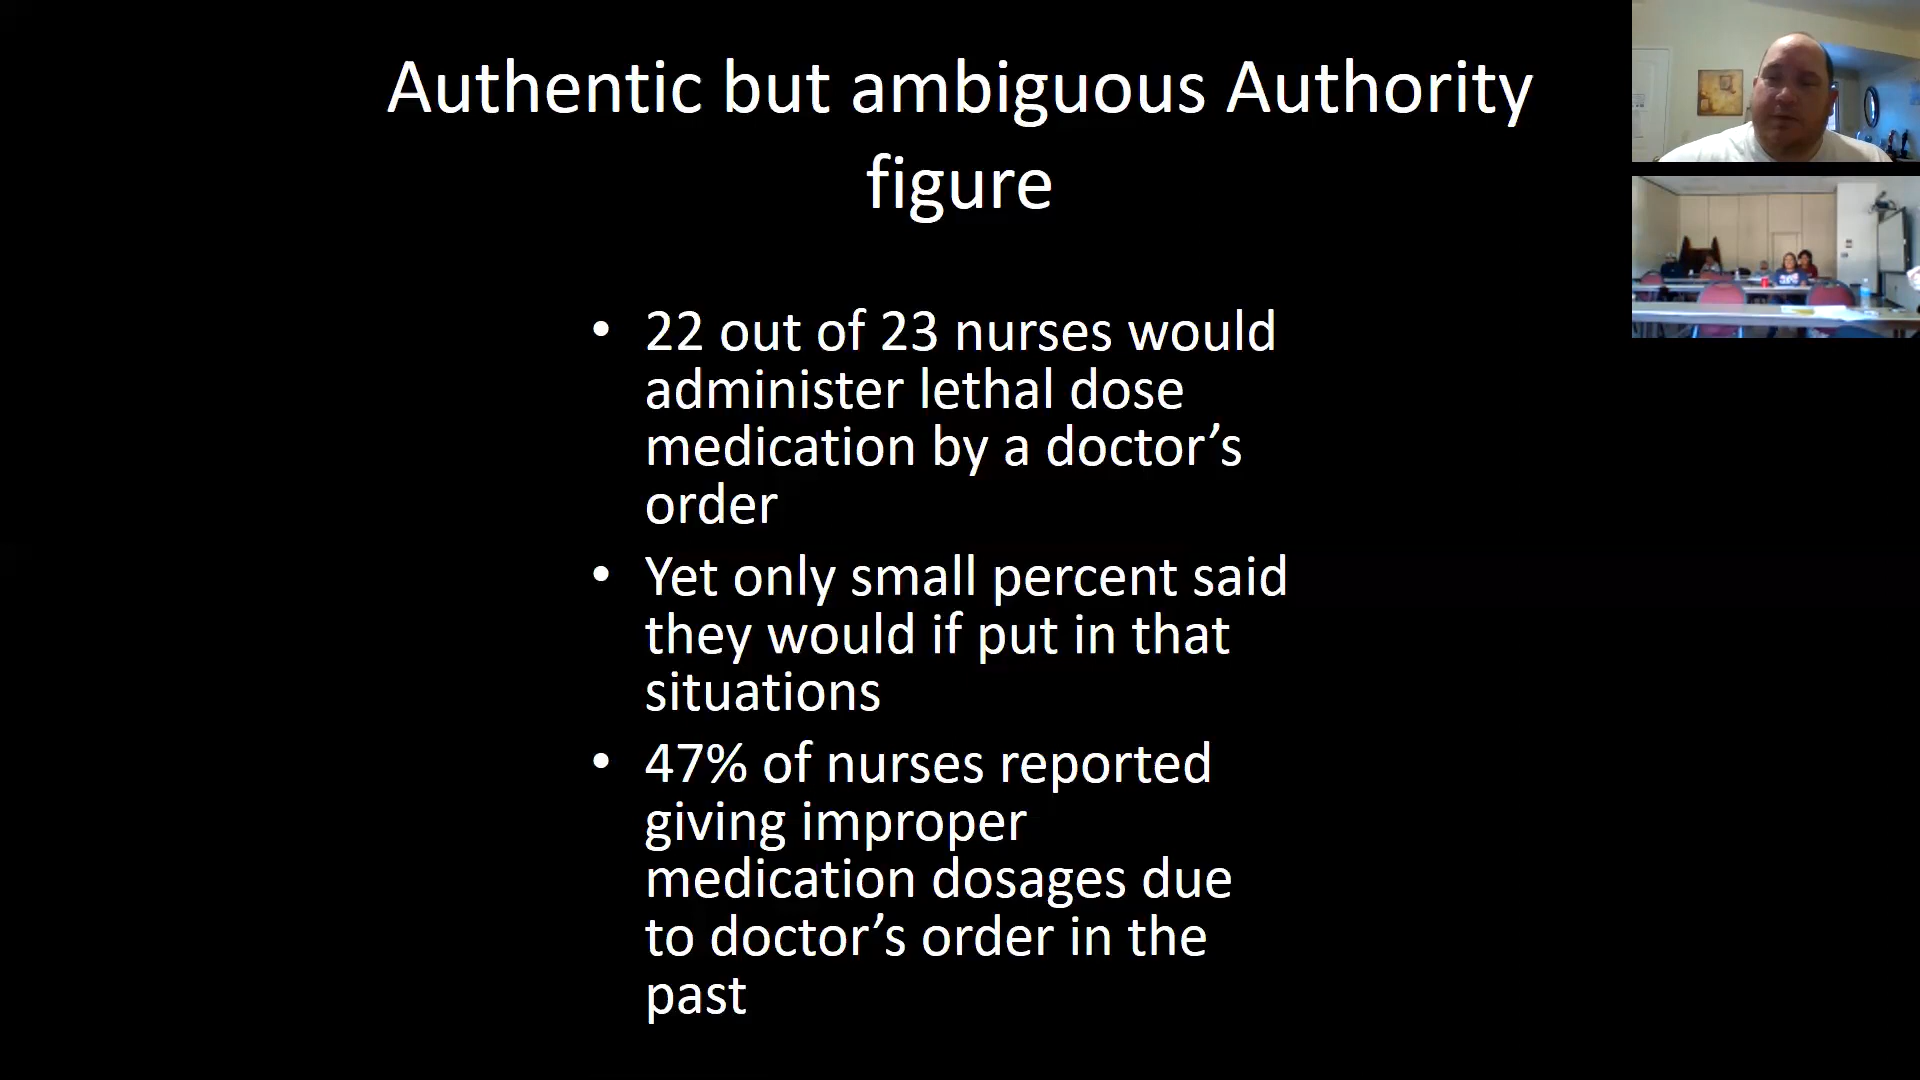 Authentic but ambiguous Authority
figure
• 22 out of 23 nurses would
administer lethal dose
medication by a doctor’s
order
• Yet only small percent said
they would if put in that
situations
• 47% of nurses reported
giving improper
medication dosages due
to doctor’s order in the
past